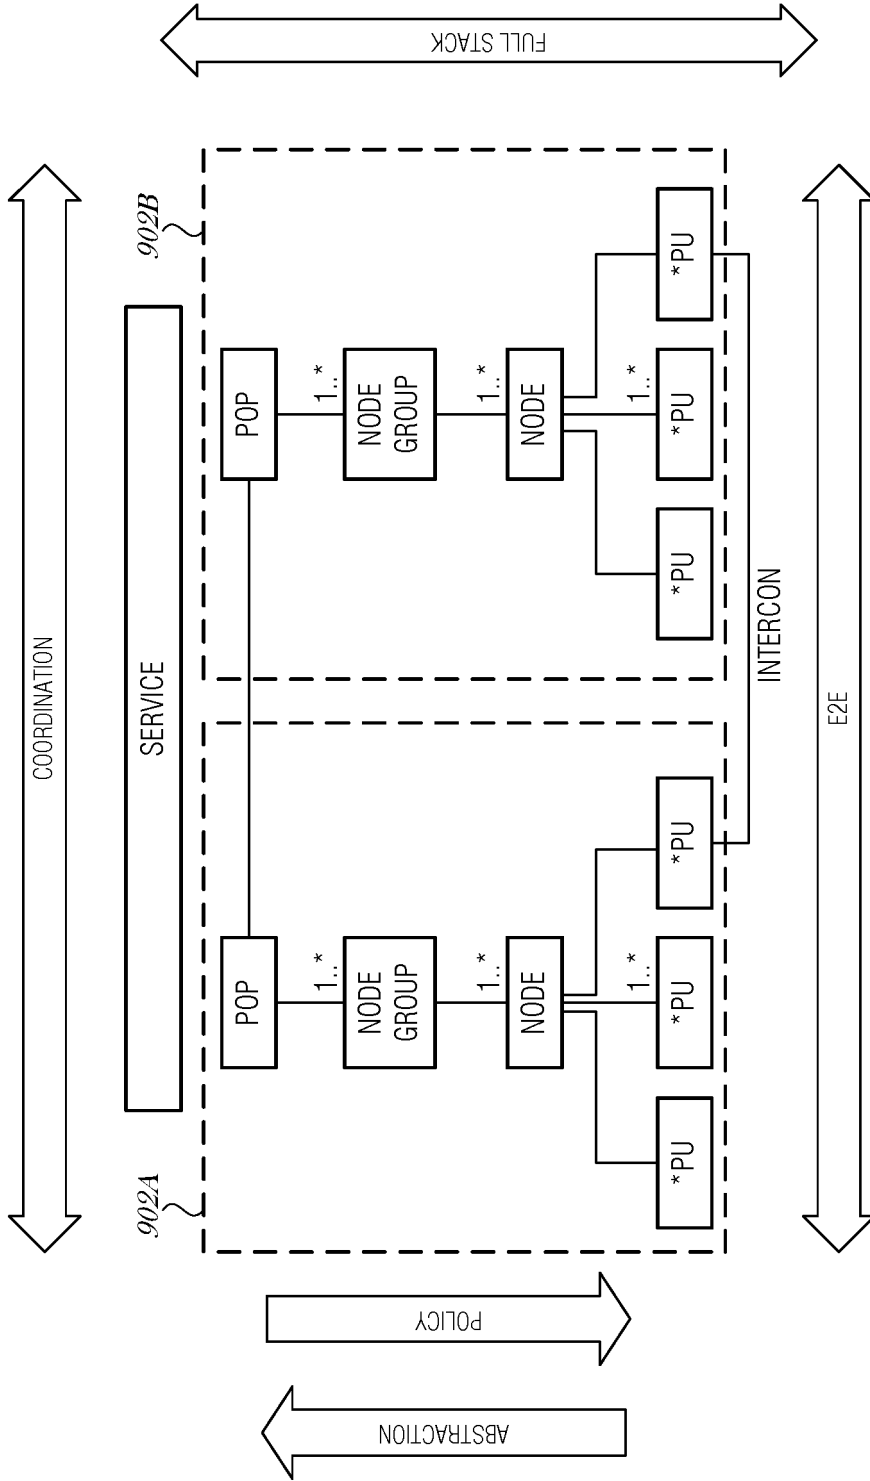 COORDINATION
SERVICE
902A
902B
POP
POP
1..*
1..*
NODE
GROUP
NODE
GROUP
1..*
1..*
NODE
NODE
1..*
1..*
*PU
*PU
*PU
*PU
*PU
*PU
INTERCON
E2E
ABSTRACTION
POLICY
FULL STACK